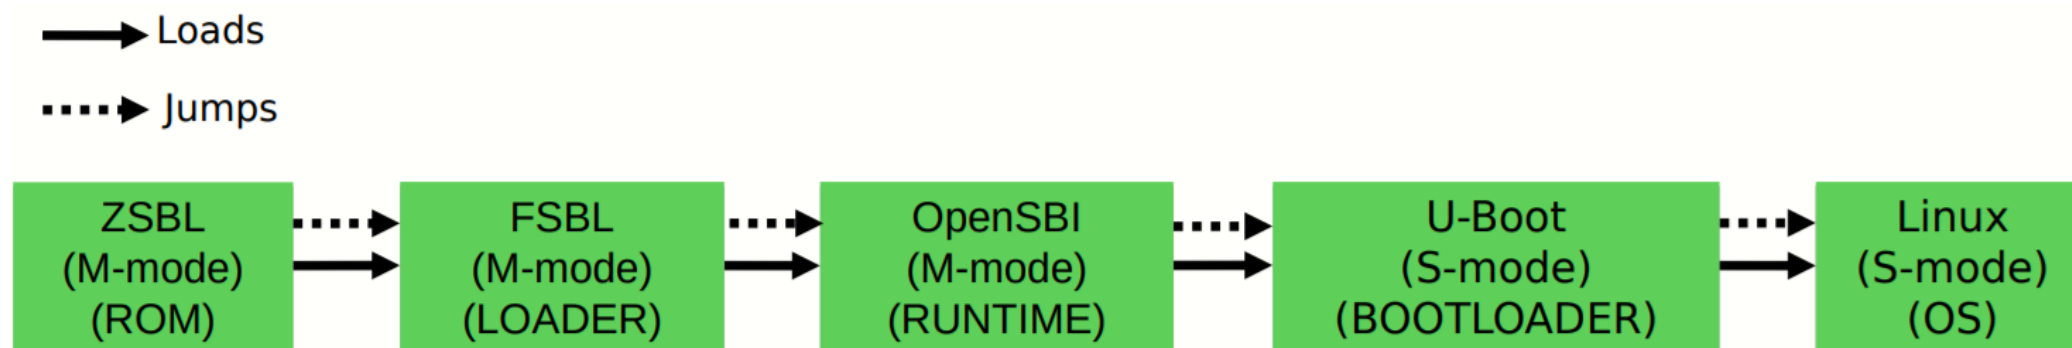 Loads
Jumps
ZSBL
(M-mode)
(ROM)
FSBL
(M-mode)
(LOADER)
OpenSBI
(M-mode)
(RUNTIME)
U-Boot
(S-mode)
(BOOTLOADER)
Linux
(S-mode)
(OS)